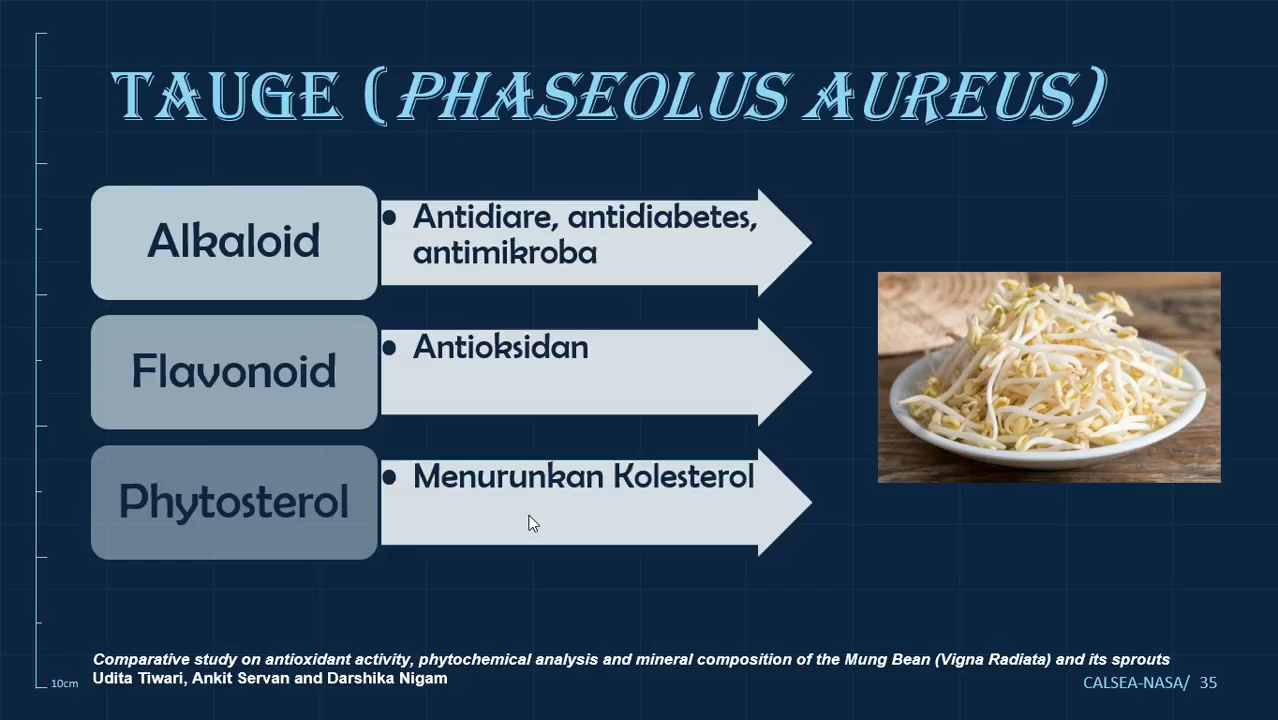 TAUGE (PHASEOLUS AUREUS)
Alkaloid
• Antidiare, antidiabetes,
antimikroba
Flavonoid
• Antioksidan
Phytosterol
• Menurunkan Kolesterol
Comparative study on antioxidant activity, phytochemical analysis and mineral composition of the Mung Bean (Vigna Radiata) and its sprouts
Udita Tiwari, Ankit Servan and Darshika Nigam
10cm
CALSEA-NASA/ 35